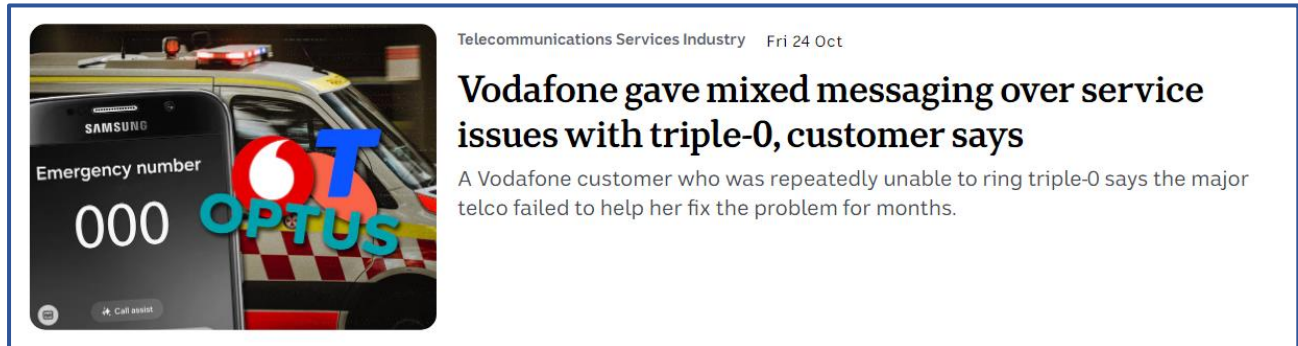 SAMSUNG
Emergency number
000
Call assist
T
OPTUS
Telecommunications Services Industry Fri 24 Oct
Vodafone gave mixed messaging over service
issues with triple-0, customer says
A Vodafone customer who was repeatedly unable to ring triple-0 says the major
telco failed to help her fix the problem for months.